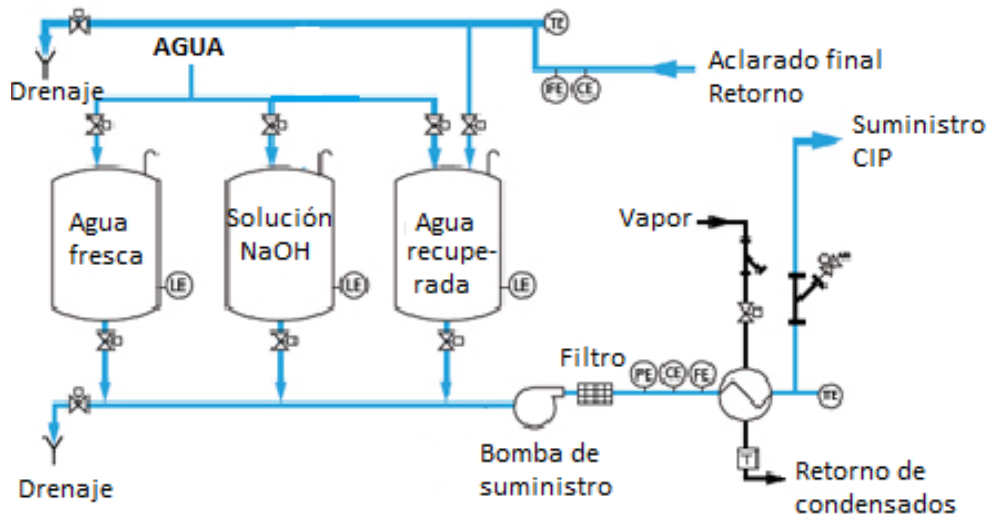 AGUA
TE
Drenaje
FE
CE
Aclarado final
Retorno
Suministro
CIP
Agua
fresca
Solución
NaOH
Agua
recupe-
rada
Vapor
LE
LE
LE
Filtro
PE
CE
FE
TE
T
Drenaje
Bomba de
suministro
Retorno de
condensados